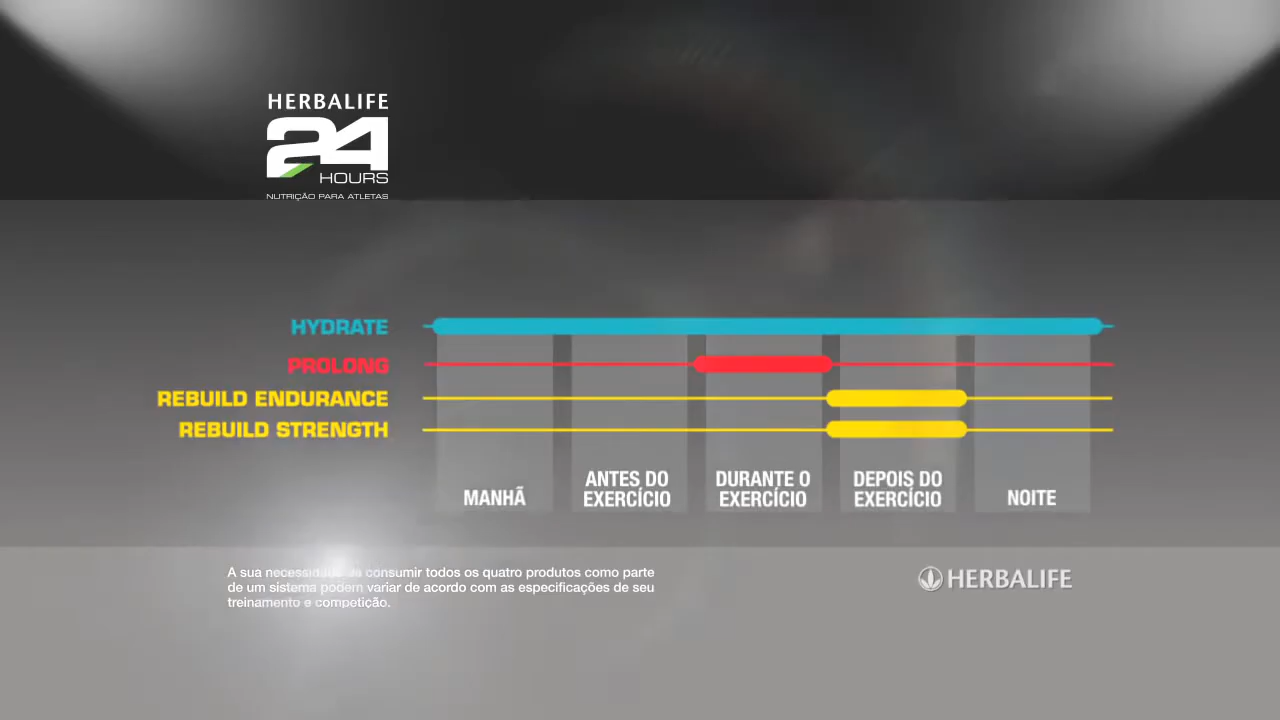 HERBALIFE
24
HOURS
NUTRIÇÃO PARA ATLETAS
HYDRATE
PROLONG
REBUILD ENDURANCE
REBUILD STRENGTH
MANHÃ
ANTES DO
EXERCÍCIO
DURANTE O
EXERCÍCIO
DEPOIS DO
EXERCÍCIO
NOITE
A sua necessidade de consumir todos os quatro produtos como parte
de um sistema podem variar de acordo com as especificações de seu
treinamento e competição.
HERBALIFE